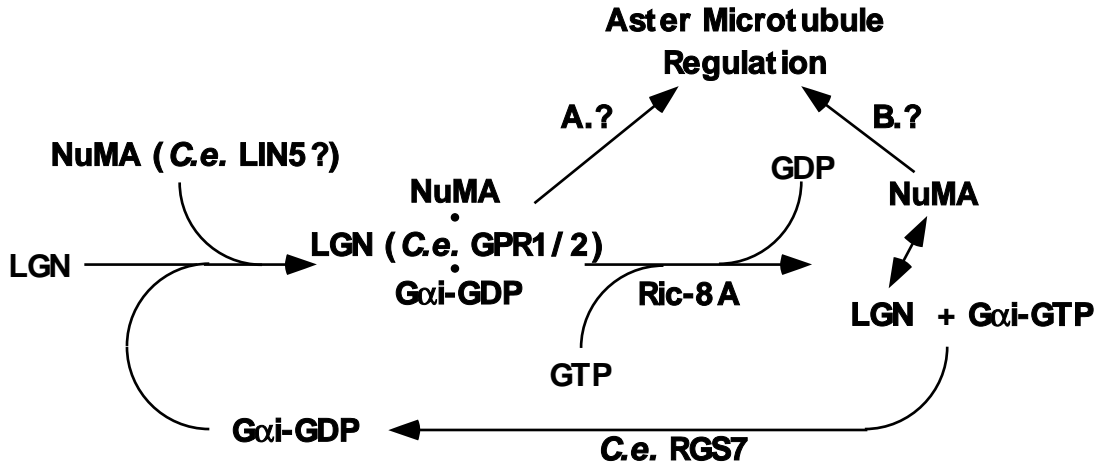 Aster Microtubule
Regulation
A.?
B.?
NuMA (C.e. LIN5?)
GDP
NuMA
NuMA
LGN
LGN (C.e. GPR1/2)
Gαi-GDP
Ric-8A
LGN + Gαi-GTP
GTP
Gαi-GDP
C.e. RGS7